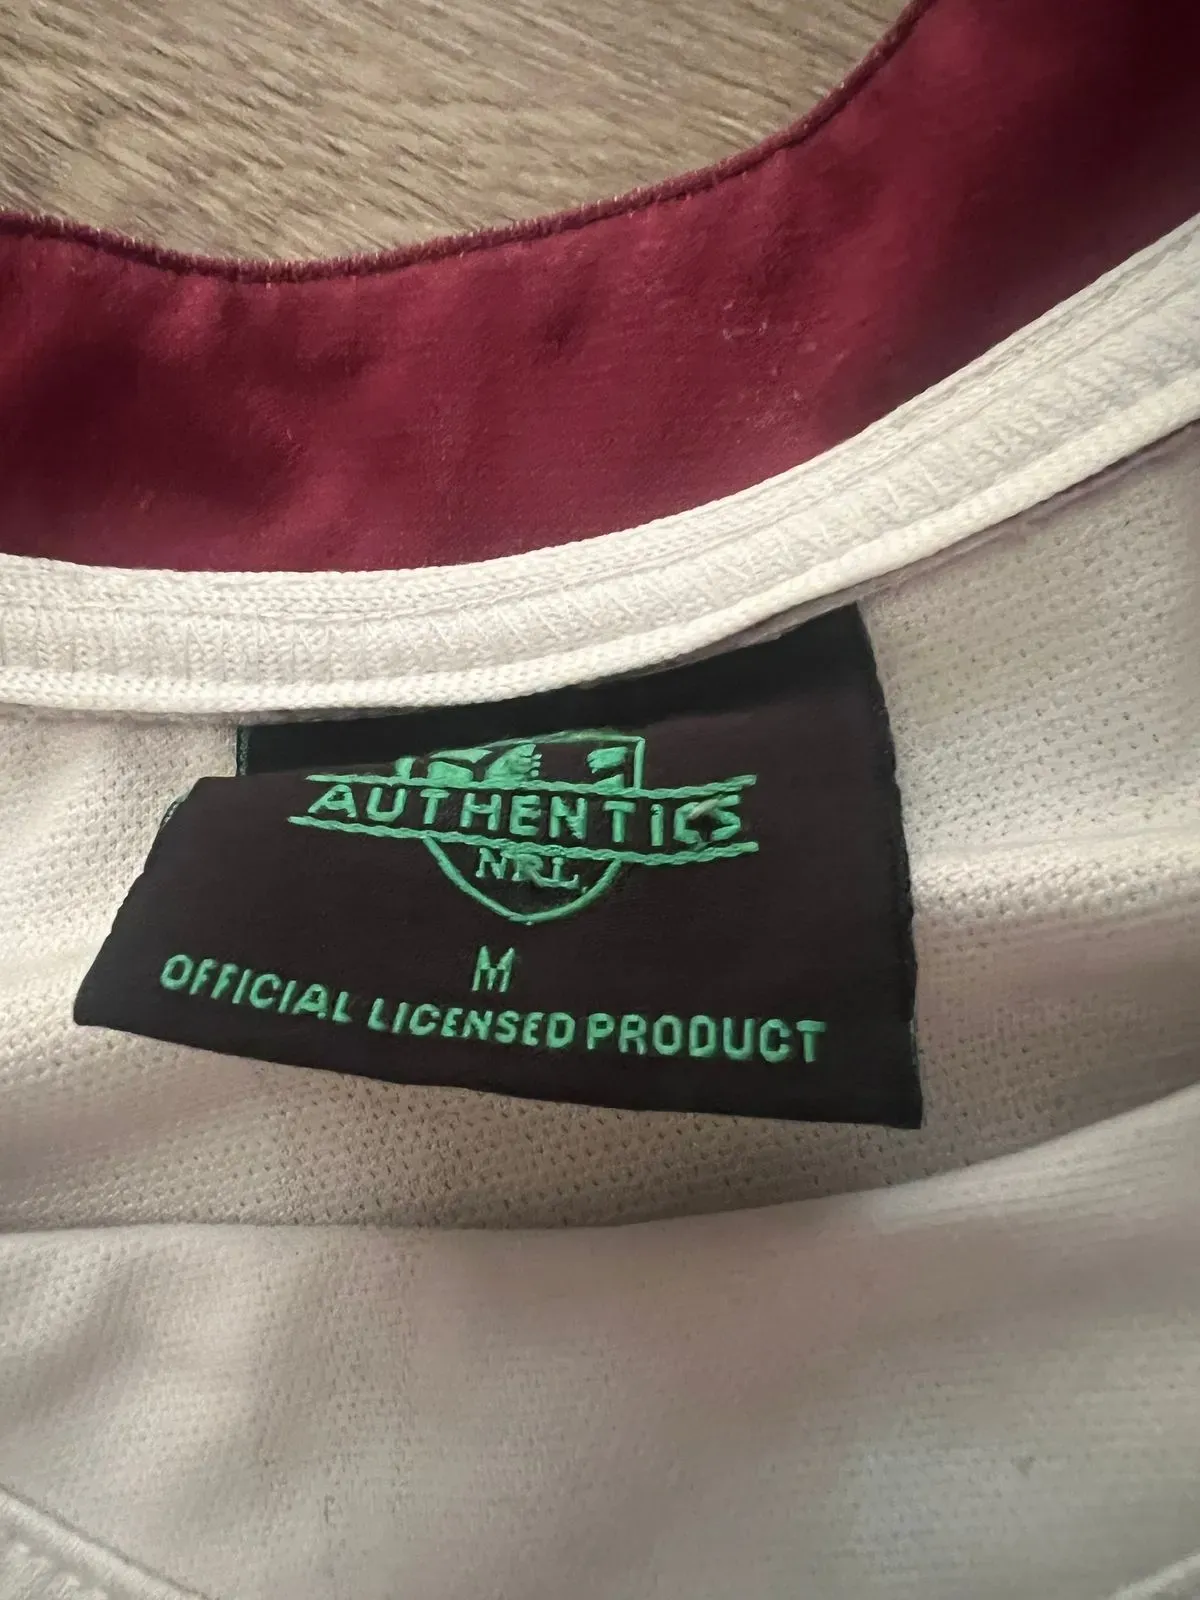 AUTHENTICS
NRL
M
OFFICIAL LICENSED PRODUCT